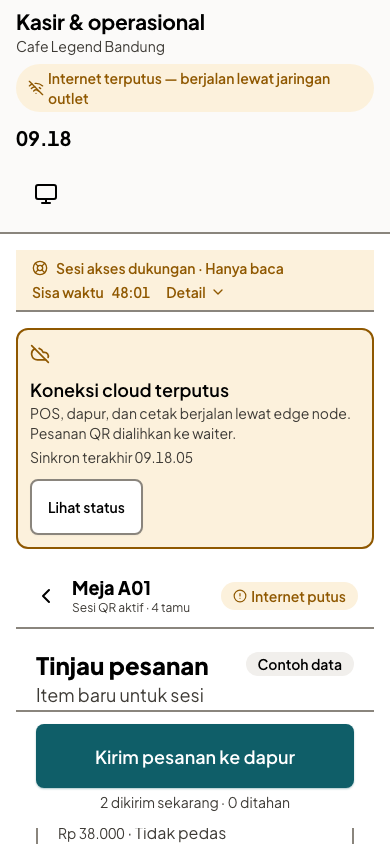 Kasir & operasional
Cafe Legend Bandung
Internet terputus — berjalan lewat jaringan
outlet
09.18
Sesi akses dukungan · Hanya baca
Sisa waktu 48:01 Detail
Koneksi cloud terputus
POS, dapur, dan cetak berjalan lewat edge node.
Pesanan QR dialihkan ke waiter.
Sinkron terakhir 09.18.05
Lihat status
Meja A01
Sesi QR aktif · 4 tamu
Internet putus
Tinjau pesanan
Contoh data
Item baru untuk sesi
Kirim pesanan ke dapur
2 dikirim sekarang · 0 ditahan
Rp 38.000 · Tidak pedas